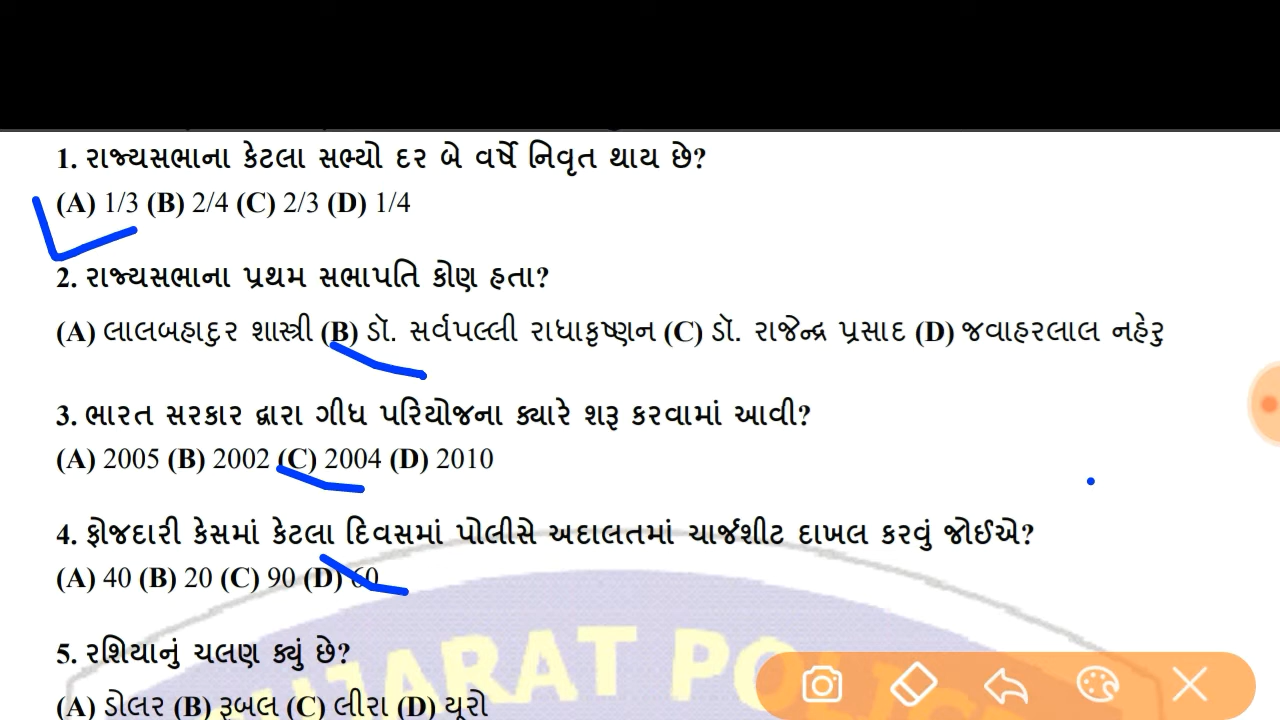 1. રાજ્યસભાના કેટલા સભ્યો દર બે વર્ષે નિવૃત થાય છે?
(A) 1/3 (B) 2/4 (C) 2/3 (D) 1/4
2. રાજ્યસભાના પ્રથમ સભાપતિ કોણ હતા?
(A) લાલબહાદુર શાસ્ત્રી (B) ડૉ. સર્વપલ્લી રાધાકૃષ્ણન (C) ડૉ. રાજેન્દ્ર પ્રસાદ (D) જવાહરલાલ નહેરુ
3. ભારત સરકાર દ્વારા ગીધ પરિયોજના ક્યારે શરૂ કરવામાં આવી?
(A) 2005 (B) 2002 (C) 2004 (D) 2010
4. ફોજદારી કેસમાં કેટલા દિવસમાં પોલીસે અદાલતમાં ચાર્જશીટ દાખલ કરવું જોઈએ?
(A) 40 (B) 20 (C) 90 (D) 60
5. રશિયાનું ચલણ ક્યું છે?
(A) ડોલર (B) રૂબલ (C) લીરા (D) યૂરો
GUJARAT POLICE